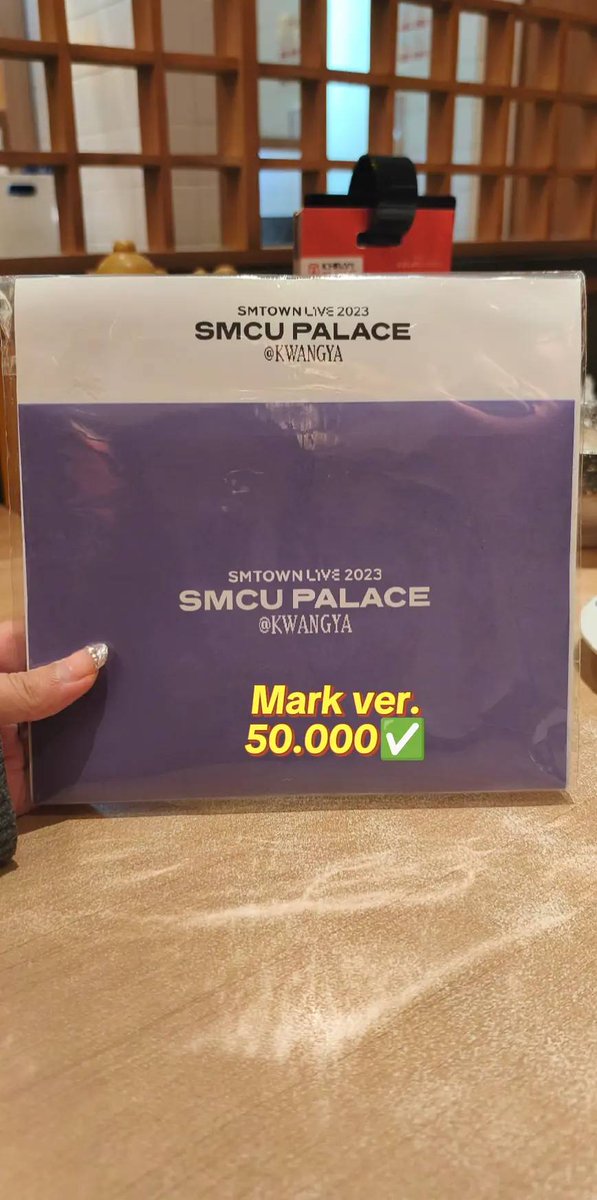 SMTOWN LIVE 2023
SMCU PALACE
@KWANGYA
SMTOWN LIVE 2023
SMCU PALACE
@KWANGYA
Mark ver.
50.000✅